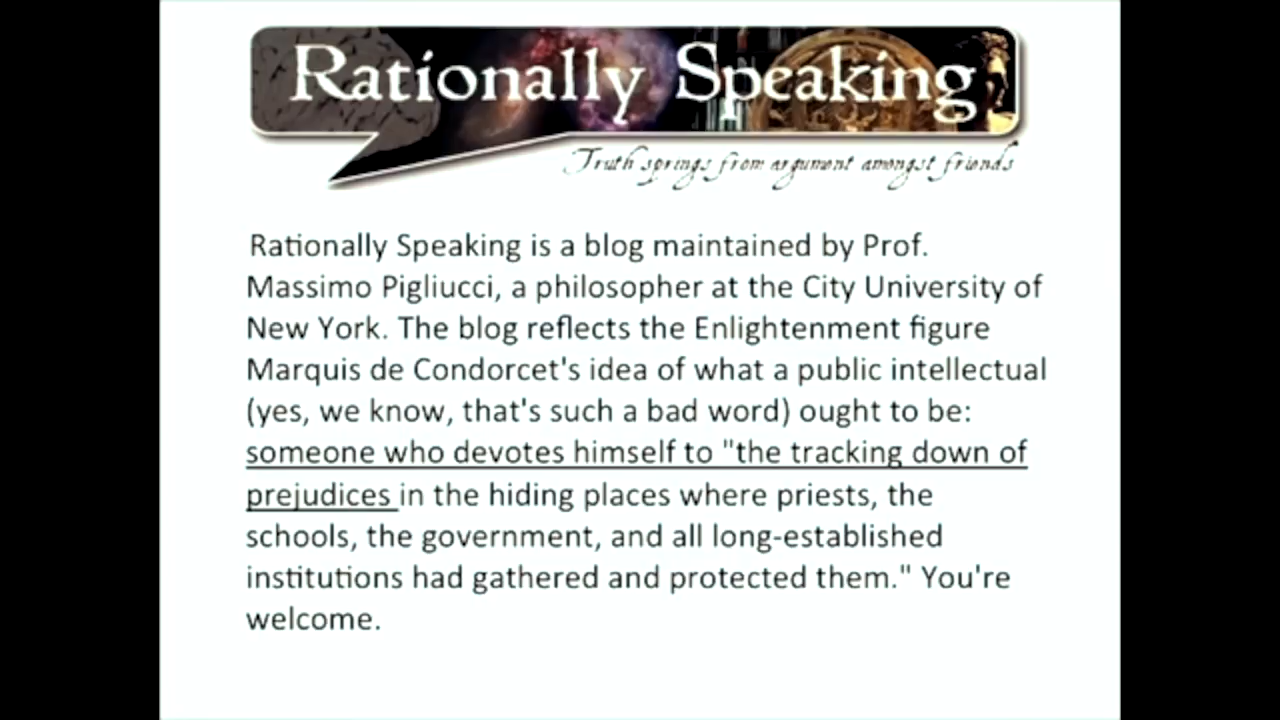 Rationally Speaking
Truth springs from argument amongst friends
Rationally Speaking is a blog maintained by Prof.
Massimo Pigliucci, a philosopher at the City University of
New York. The blog reflects the Enlightenment figure
Marquis de Condorcet's idea of what a public intellectual
(yes, we know, that's such a bad word) ought to be:
someone who devotes himself to "the tracking down of
prejudices in the hiding places where priests, the
schools, the government, and all long-established
institutions had gathered and protected them." You're
welcome.